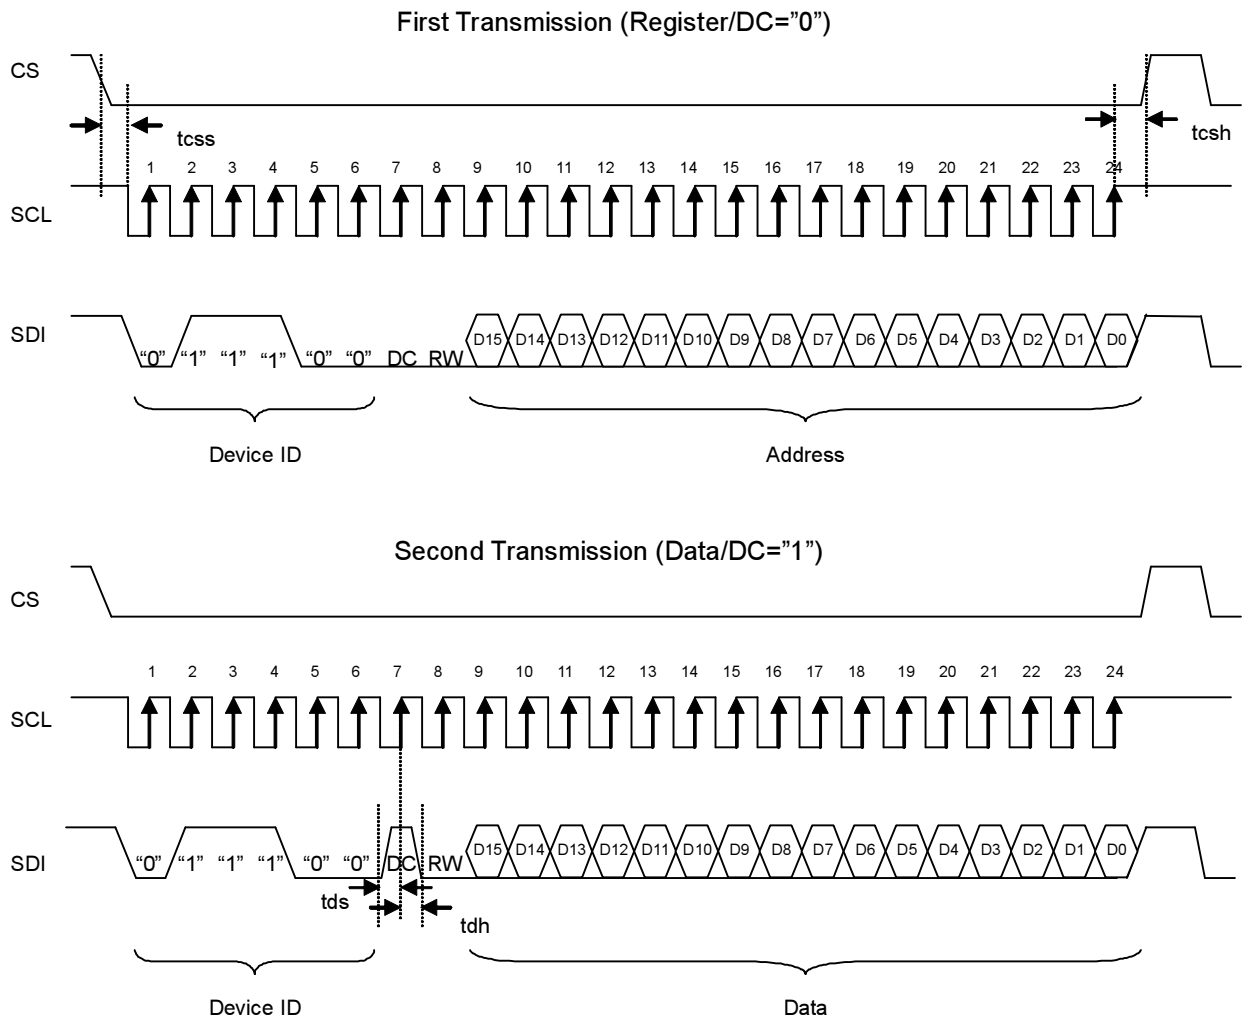 First Transmission (Register/DC=”0”)
CS
tcss
tcsh
1 2 3 4 5 6 7 8 9 10 11 12 13 14 15 16 17 18 19 20 21 22 23 24
SCL
SDI
“0” “1” “1” “1” “0” “0” DC RW D15 D14 D13 D12 D11 D10 D9 D8 D7 D6 D5 D4 D3 D2 D1 D0
Device ID
Address
Second Transmission (Data/DC=”1”)
CS
1 2 3 4 5 6 7 8 9 10 11 12 13 14 15 16 17 18 19 20 21 22 23 24
SCL
SDI
“0” “1” “1” “1” “0” “0” DC RW D15 D14 D13 D12 D11 D10 D9 D8 D7 D6 D5 D4 D3 D2 D1 D0
tds
tdh
Device ID
Data